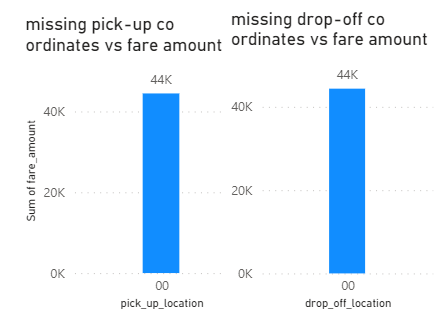 missing pick-up co
ordinates vs fare amount
44K
40K
20K
0K
Sum of fare_amount
00
pick_up_location
missing drop-off co
ordinates vs fare amount
44K
40K
20K
0K
00
drop_off_location